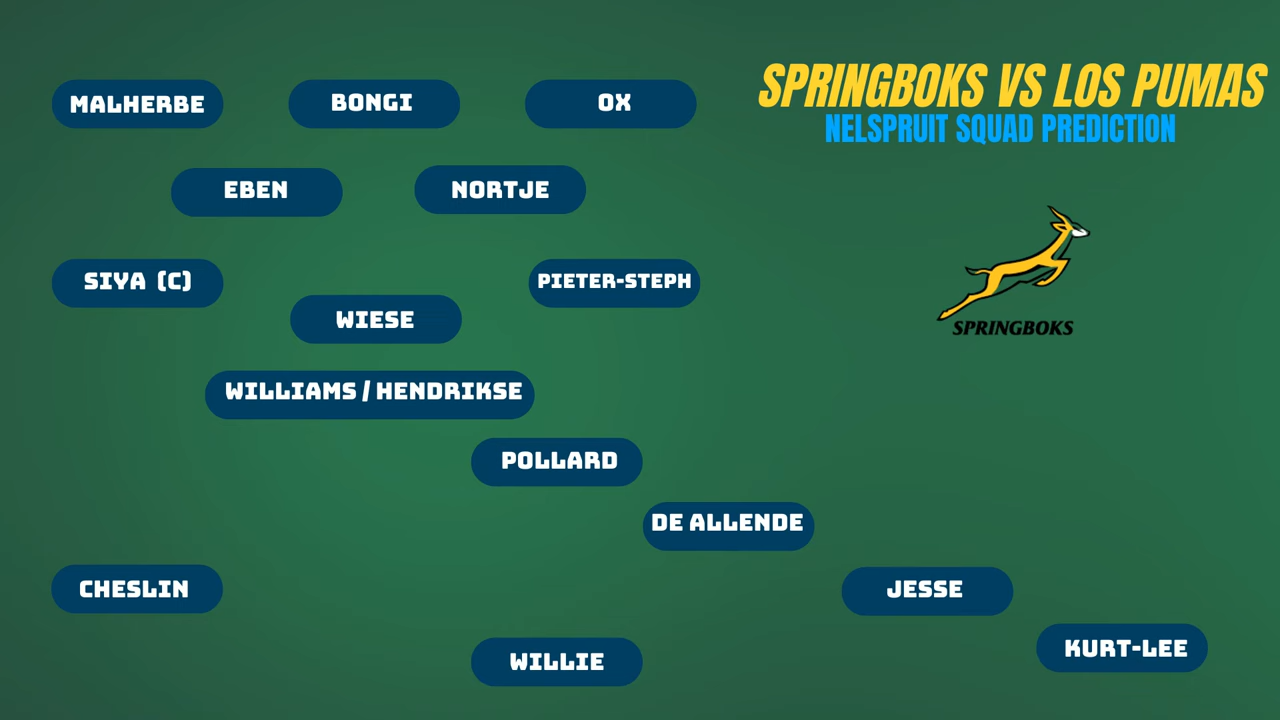 SPRINGBOKS VS LOS PUMAS
NELSPRUIT SQUAD PREDICTION
MALHERBE
BONGI
OX
EBEN
NORTJE
SIYA (C)
PIETER-STEPH
WIESE
WILLIAMS / HENDRIKSE
POLLARD
DE ALLENDE
CHESLIN
JESSE
KURT-LEE
WILLIE
SPRINGBOKS